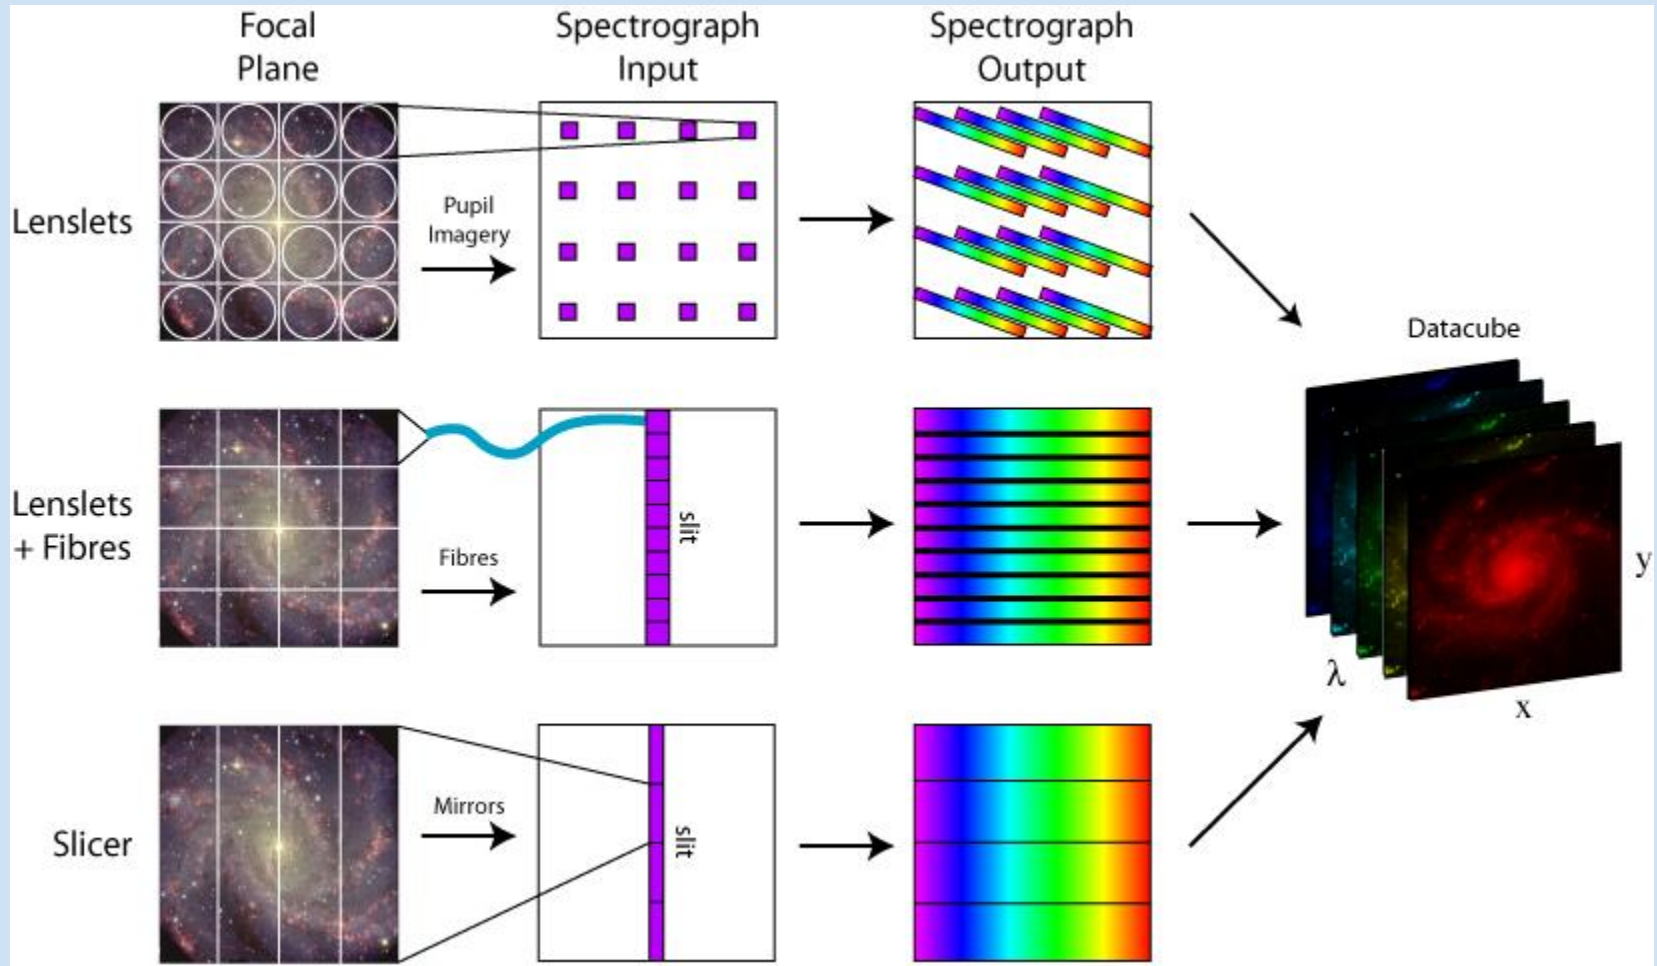 Focal
Plane
Spectrograph
Input
Spectrograph
Output
Lenslets
Pupil
Imagery
Datacube
Lenslets
+ Fibres
Fibres
slit
y
λ
x
Slicer
Mirrors
slit